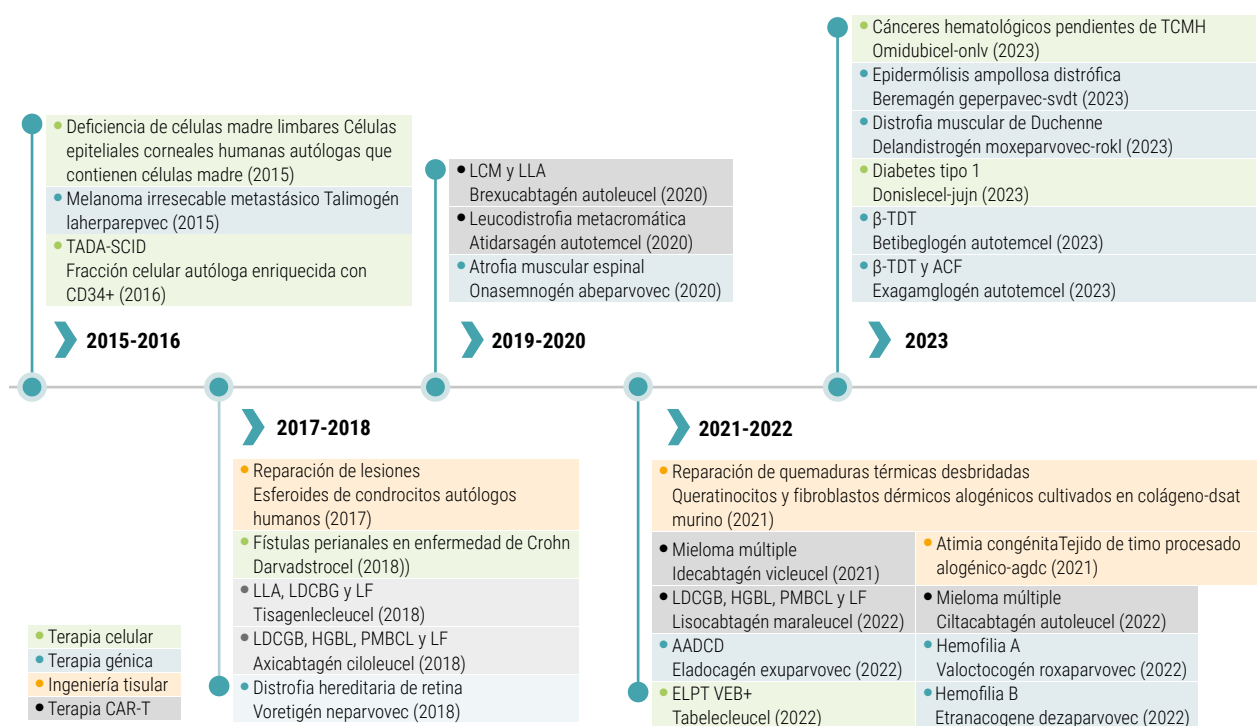 Deficiencia de células madre limbares Células
epiteliales corneales humanas autólogas que
contienen células madre (2015)
Melanoma irresecable metastásico Talimogén
laherparepvec (2015)
TADA-SCID
Fracción celular autóloga enriquecida con
CD34+ (2016)
2015-2016
2017-2018
Reparación de lesiones
Esferoides de condrocitos autólogos
humanos (2017)
Fístulas perianales en enfermedad de Crohn
Darvadstrocel (2018))
LLA, LDCBG y LF
Tisagenlecleucel (2018)
LDCGB, HGBL, PMBCL y LF
Axicabtagén ciloleucel (2018)
Distrofia hereditaria de retina
Voretigén neparvovec (2018)
LCM y LLA
Brexucabtagén autoleucel (2020)
Leucodistrofia metacromática
Atidarsagén autotemcel (2020)
Atrofia muscular espinal
Onasemnogén abeparvovec (2020)
2019-2020
2021-2022
Reparación de quemaduras térmicas desbridadas
Queratinocitos y fibroblastos dérmicos alogénicos cultivados en colágeno-dsat
murino (2021)
Mieloma múltiple
Idecabtagén vicleucel (2021)
LDCGB, HGBL, PMBCL y LF
Lisocabtagén maraleucel (2022)
AADCD
Eladocagén exuparvovec (2022)
ELPT VEB+
Tabelecleucel (2022)
Atimia congénitaTejido de timo procesado
alogénico-agdc (2021)
Mieloma múltiple
Ciltacabtagén autoleucel (2022)
Hemofilia A
Valoctocogén roxaparvovec (2022)
Hemofilia B
Etranacogene dezaparvovec (2022)
Cánceres hematológicos pendientes de TCMH
Omidubicel-onlv (2023)
Epidermólisis ampollosa distrófica
Beremagén geperpavec-svdt (2023)
Distrofia muscular de Duchenne
Delandistrogén moxeparvovec-rokl (2023)
Diabetes tipo 1
Donislecel-jujn (2023)
β-TDT
Betibeglogén autotemcel (2023)
β-TDT y ACF
Exagamglogén autotemcel (2023)
2023
Terapia celular
Terapia génica
Ingeniería tisular
Terapia CAR-T